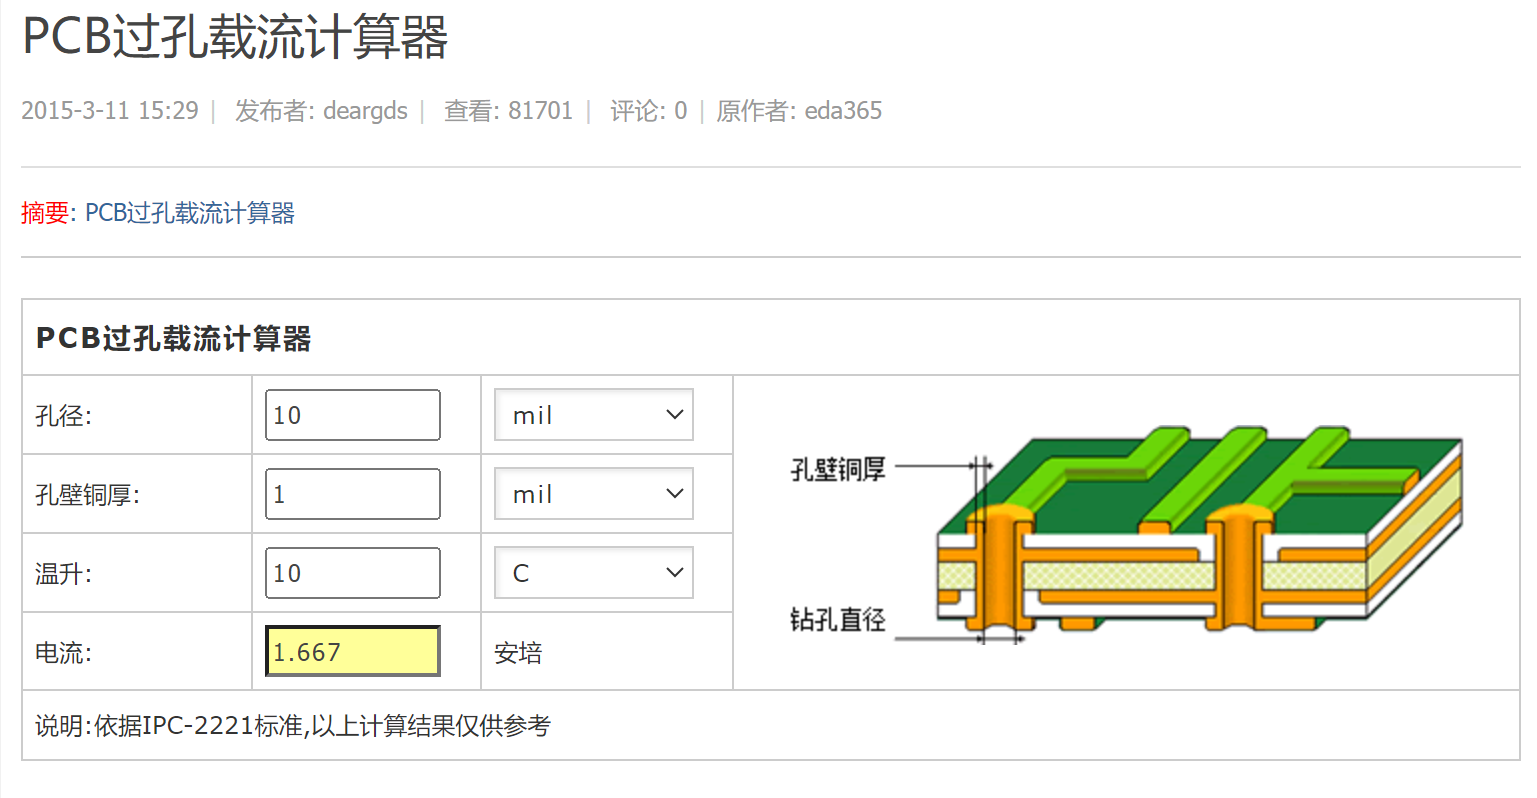 PCB过孔载流计算器
2015-3-11 15:29 | 发布者: deargds | 查看: 81701 | 评论: 0 | 原作者: eda365
摘要: PCB过孔载流计算器
PCB过孔载流计算器
孔径: 10 mil
孔壁铜厚: 1 mil
温升: 10 C
电流: 1.667 安培
孔壁铜厚
钻孔直径
说明:依据IPC-2221标准,以上计算结果仅供参考